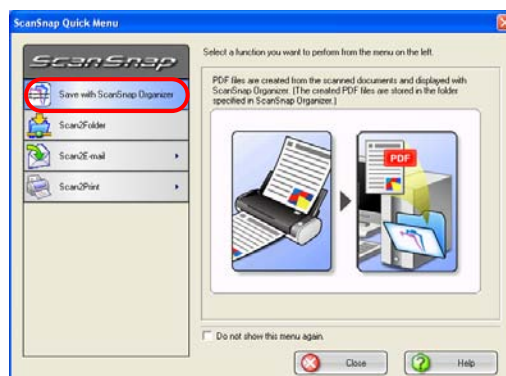 ScanSnap Quick Menu
ScanSnap
Save with ScanSnap Organizer
Scan2Folder
Scan2E-mail
Scan2Print
Select a function you want to perform from the menu on the left.
PDF files are created from the scanned documents and displayed with
ScanSnap Organizer. (The created PDF files are stored in the folder
specified in ScanSnap Organizer.)
PDF
Do not show this menu again.
Close
Help